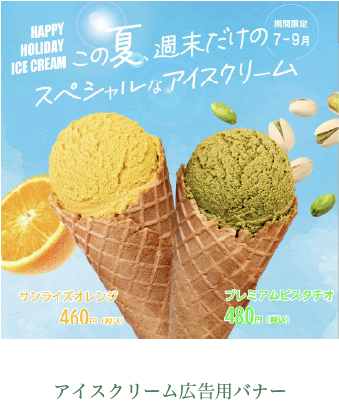 HAPPY
HOLIDAY
ICE CREAM
期間限定
7-9月
この夏、週末だけの
スペシャルなアイスクリーム
サンライズオレンジ
460円(税込)
プレミアムピスタチオ
480円(税込)
アイスクリーム広告用バナー